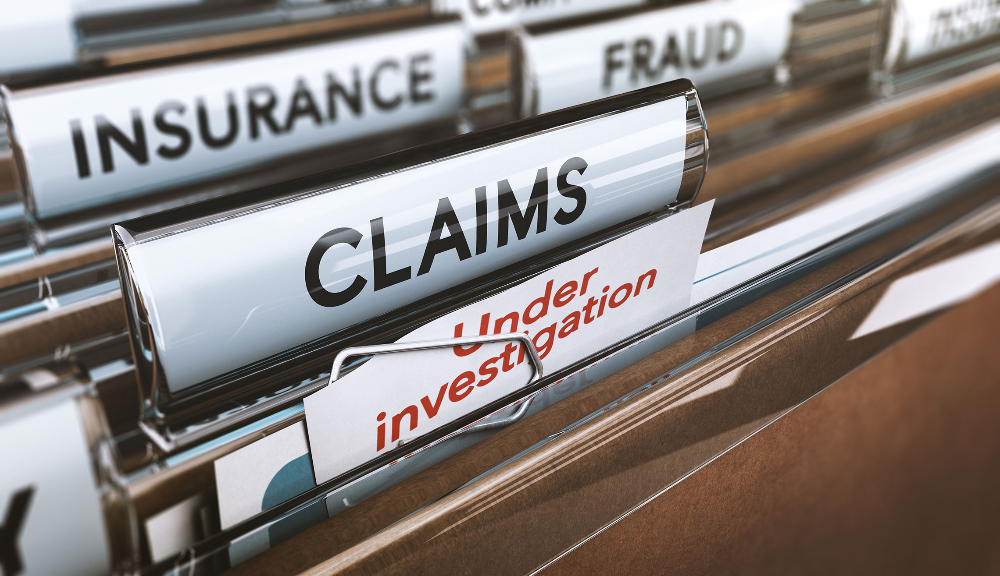 INSURANCE
FRAUD
CLAIMS
Under
investigation